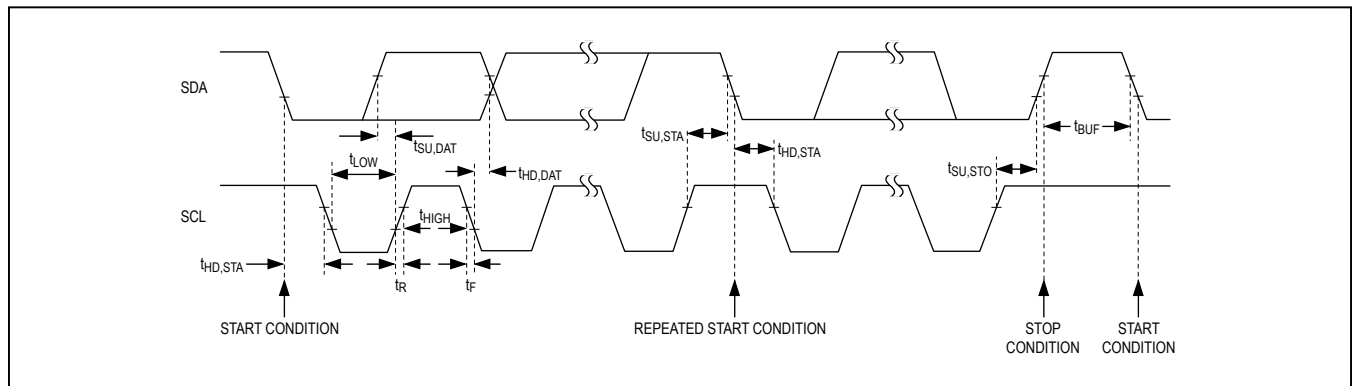 SDA
tSU,DAT
tLOW
tHD,DAT
tSU,STA
tHD,STA
tBUF
tSU,STO
SCL
tHIGH
tHD,STA
tR
tF
START CONDITION
REPEATED START CONDITION
STOP
CONDITION
START
CONDITION